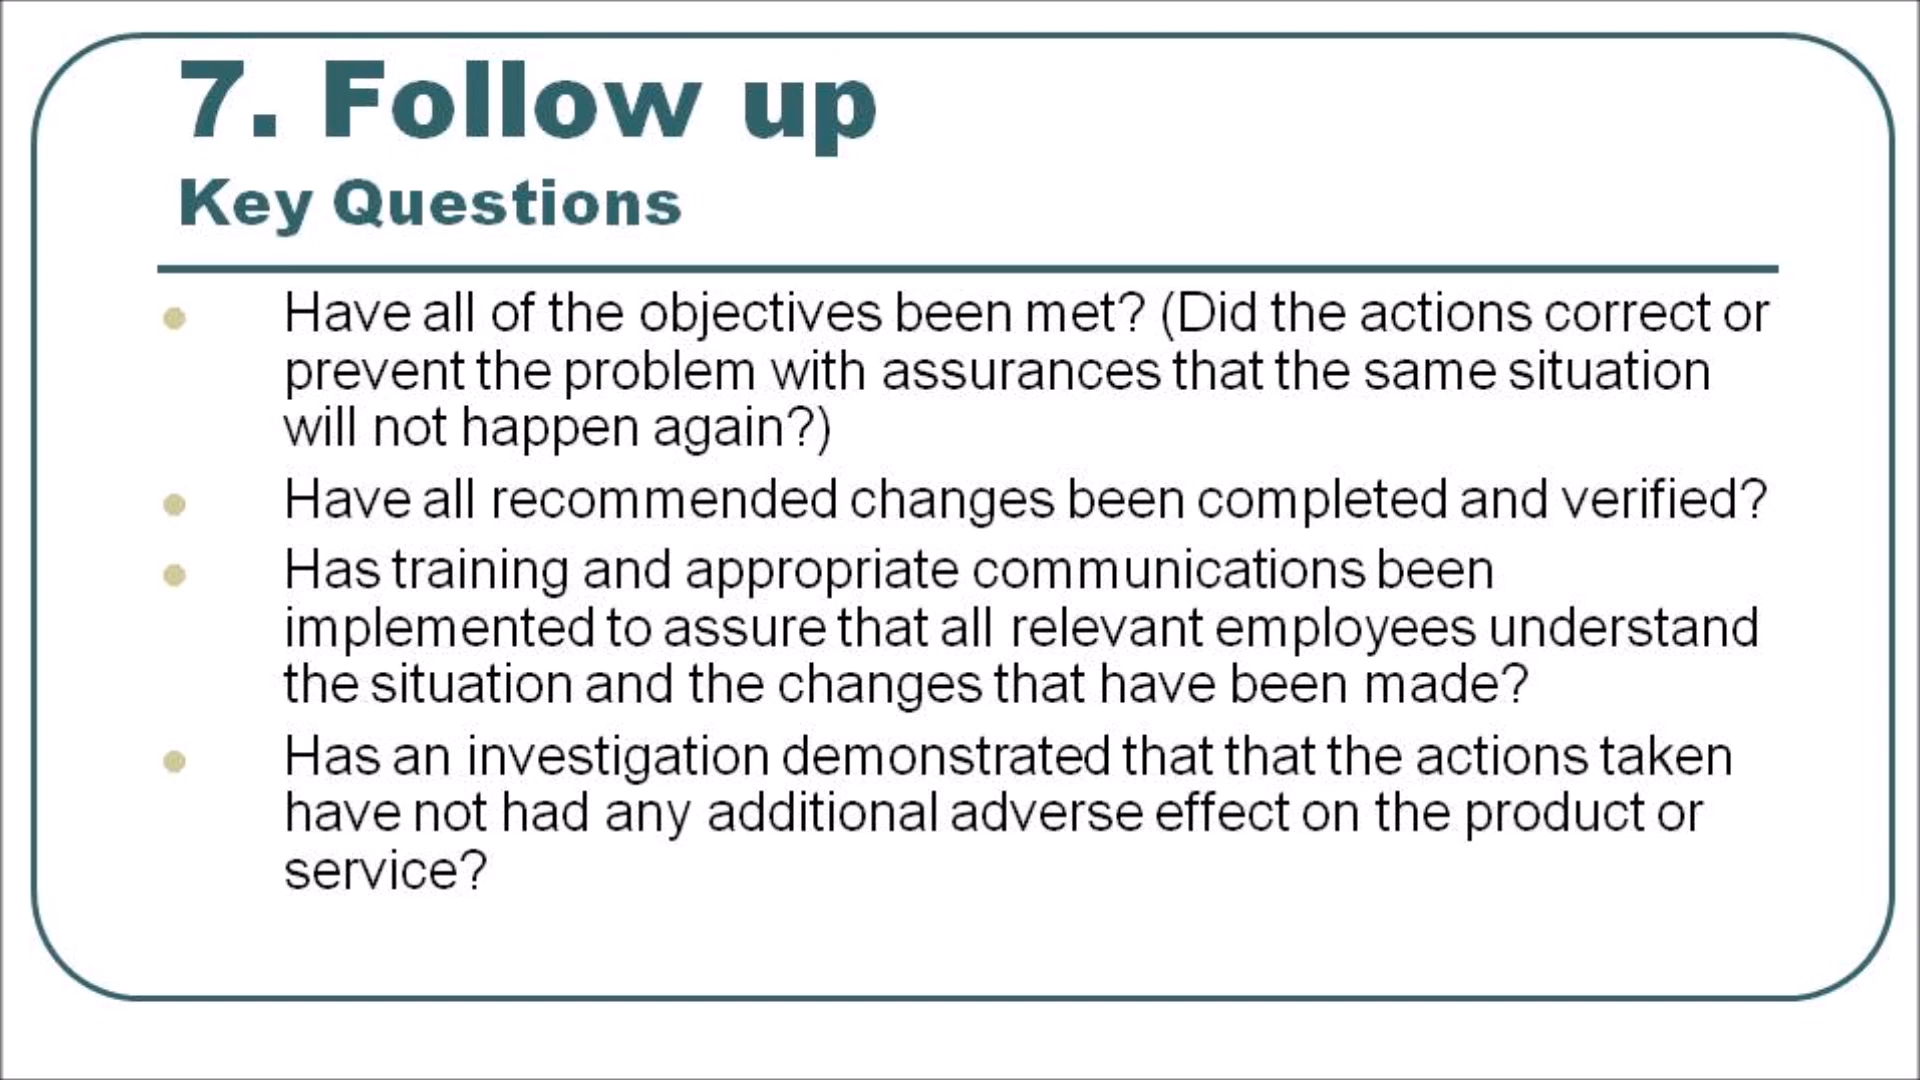 7. Follow up
Key Questions
Have all of the objectives been met? (Did the actions correct or
prevent the problem with assurances that the same situation
will not happen again?)
Have all recommended changes been completed and verified?
Has training and appropriate communications been
implemented to assure that all relevant employees understand
the situation and the changes that have been made?
Has an investigation demonstrated that that the actions taken
have not had any additional adverse effect on the product or
service?